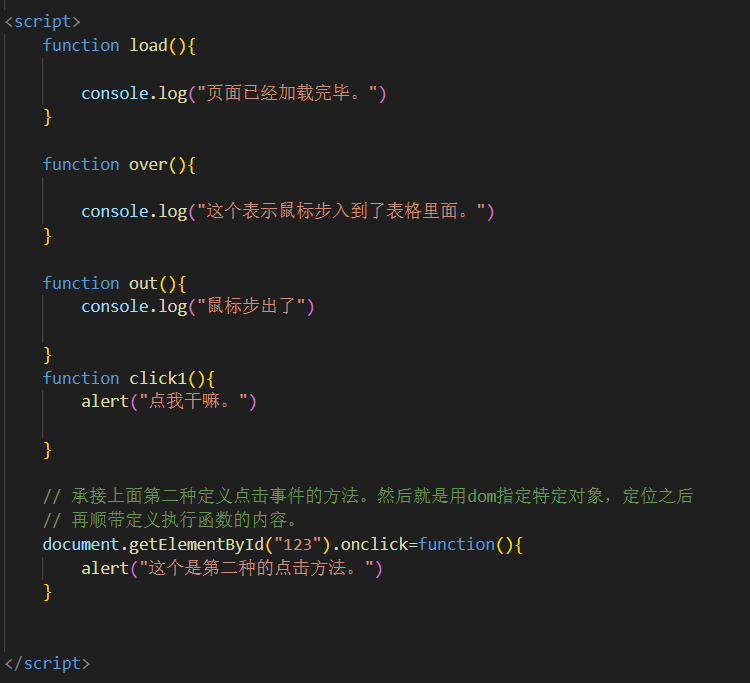 <script>
function load(){
console.log("页面已经加载完毕。")
}
function over(){
console.log("这个表示鼠标步入到了表格里面。")
}
function out(){
console.log("鼠标步出了")
}
function click1(){
alert("点我干嘛。")
}
// 承接上面第二种定义点击事件的方法。然后就是用dom指定特定对象，定位之后
// 再顺带定义执行函数的内容。
document.getElementById("123").onclick=function(){
alert("这个是第二种的点击方法。")
}
</script>